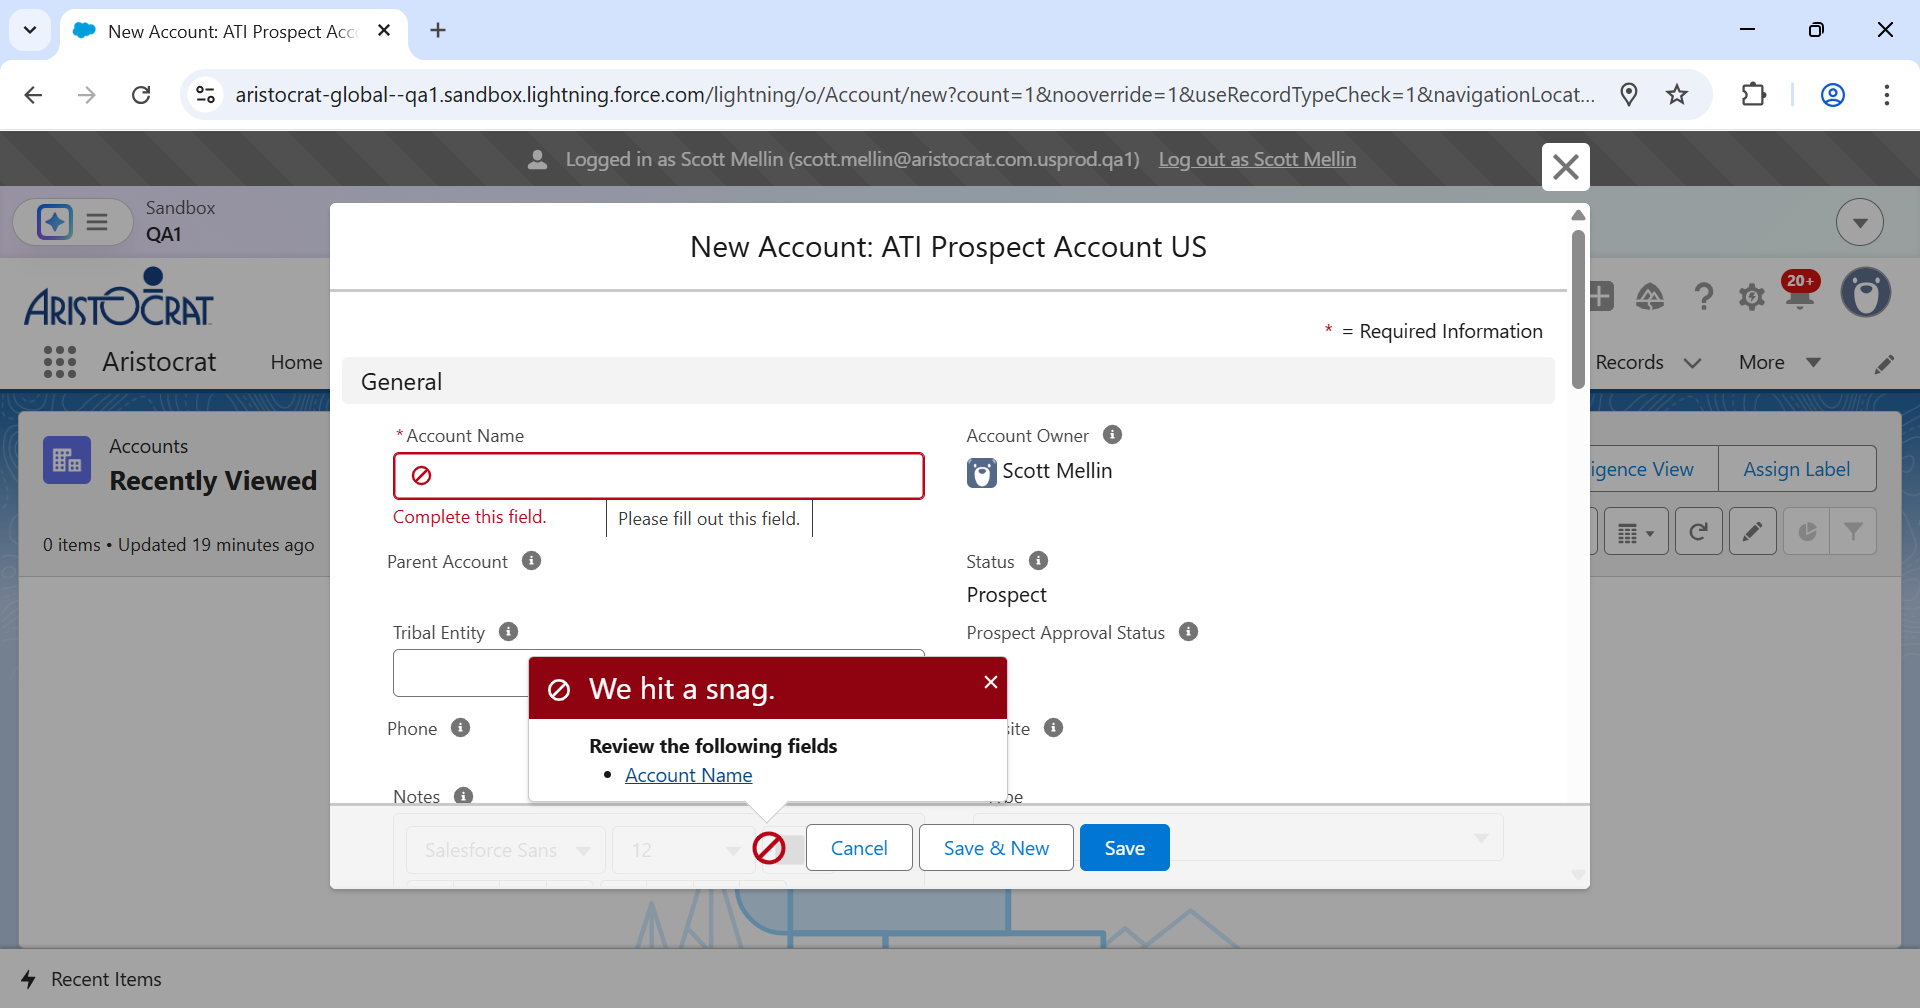 New Account: ATI Prospect Acc
aristocrat-global--qa1.sandbox.lightning.force.com/lightning/o/Account/new?count=1&nooverride=1&useRecordTypeCheck=1&navigationLocat...
Logged in as Scott Mellin (scott.mellin@aristocrat.com.usprod.qa1) Log out as Scott Mellin
Sandbox
QA1
New Account: ATI Prospect Account US
ARISTOCRAT
20+
* = Required Information
Aristocrat Home Records More
General
Accounts
Recently Viewed
0 items • Updated 19 minutes ago
igence View Assign Label
*Account Name
Complete this field.
Please fill out this field.
Account Owner
Scott Mellin
Parent Account
Status
Prospect
Tribal Entity
Prospect Approval Status
Phone
ite
Notes
We hit a snag.
Review the following fields
• Account Name
Salesforce Sans 12
Cancel Save & New Save
Recent Items